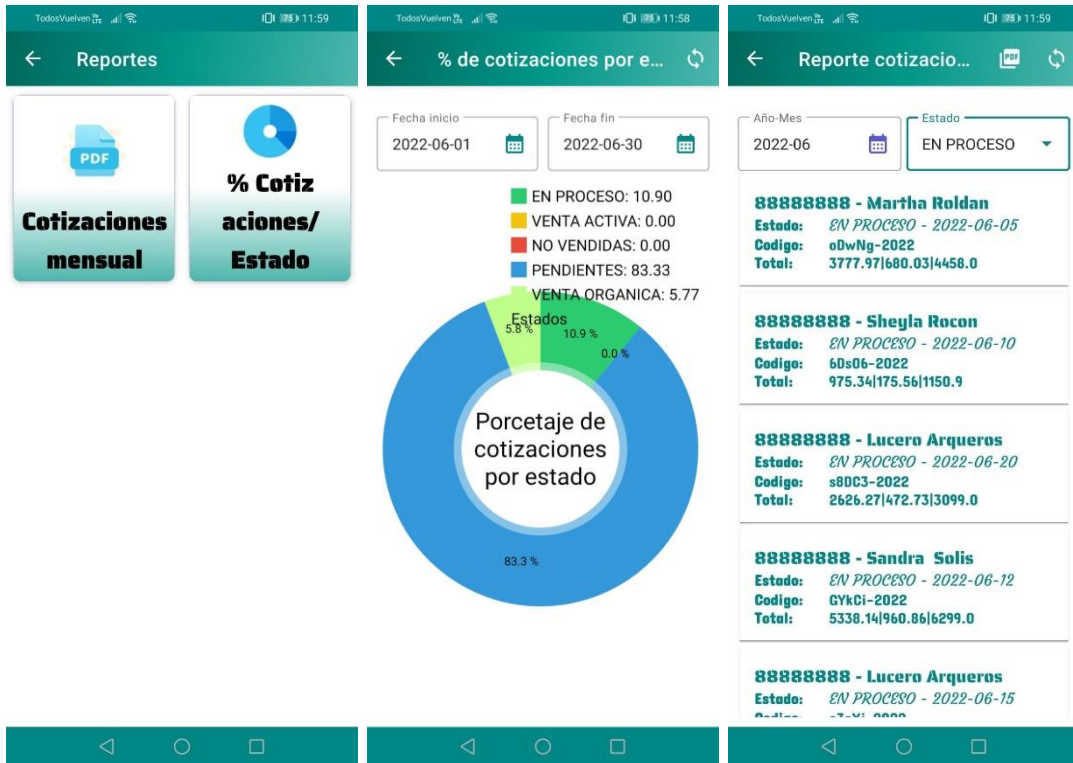 TodosVuelven
LTE
75
11:59
Reportes
PDF
Cotizaciones
mensual
% Cotiz
aciones/
Estado
TodosVuelven
LTE
75
11:58
% de cotizaciones por e...
Fecha inicio
2022-06-01
Fecha fin
2022-06-30
EN PROCESO: 10.90
VENTA ACTIVA: 0.00
NO VENDIDAS: 0.00
PENDIENTES: 83.33
VENTA ORGANICA: 5.77
Estados
5.8 %
10.9 %
0.0 %
Porcetaje de
cotizaciones
por estado
83.3 %
TodosVuelven
LTE
75
11:59
Reporte cotizacio...
PDF
Año-Mes
2022-06
Estado
EN PROCESO
88888888 - Martha Roldan
Estado: EN PROCESO - 2022-06-05
Codigo: oDwNg-2022
Total: 3777.97|680.03|4458.0
88888888 - Sheyla Rocon
Estado: EN PROCESO - 2022-06-10
Codigo: 6DsO6-2022
Total: 975.34|175.56|1150.9
88888888 - Lucero Arqueros
Estado: EN PROCESO - 2022-06-20
Codigo: s8DC3-2022
Total: 2626.27|472.73|3099.0
88888888 - Sandra Solis
Estado: EN PROCESO - 2022-06-12
Codigo: GYkCi-2022
Total: 5338.14|960.86|6299.0
88888888 - Lucero Arqueros
Estado: EN PROCESO - 2022-06-15